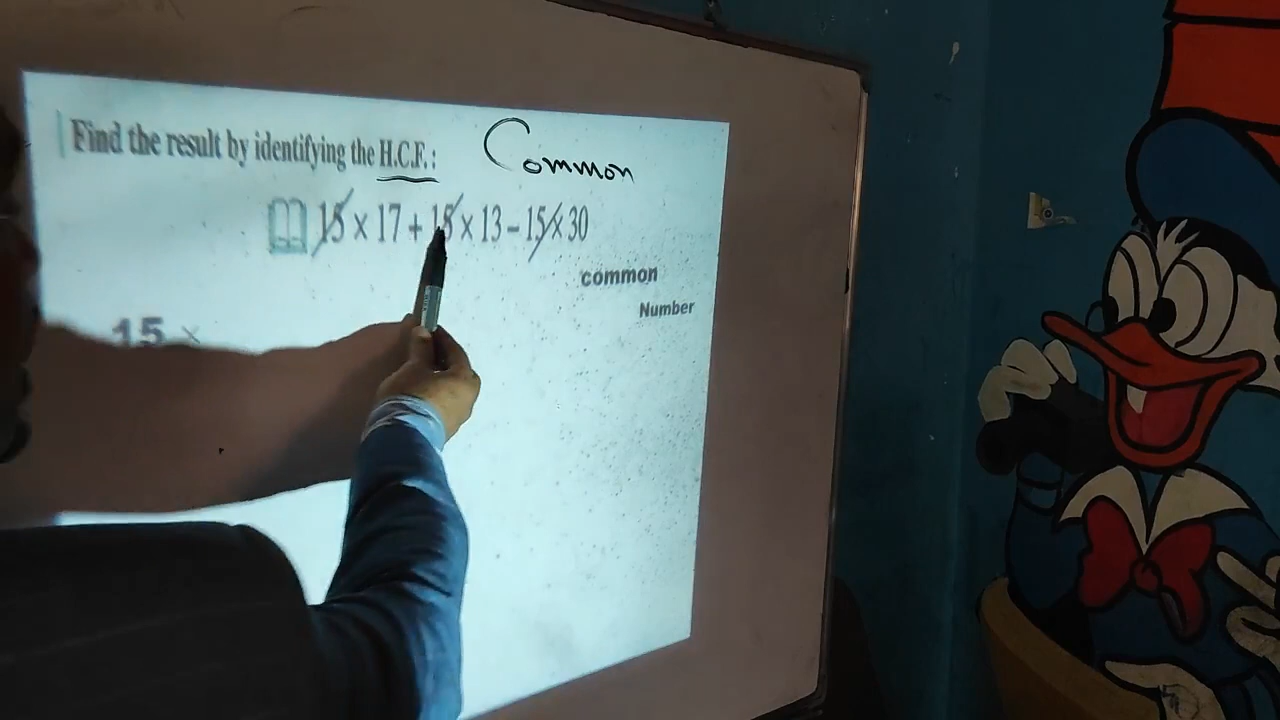 Find the result by identifying the H.C.F.: Common
15 × 17 + 15 × 13 – 15 × 30
common
Number
15 ×